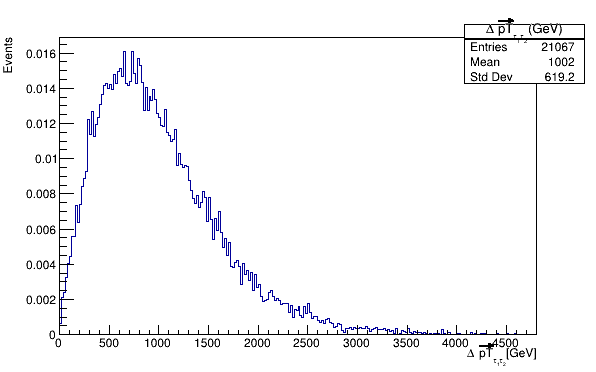 Δ pT τ₁τ₂ (GeV)
Entries 21067
Mean 1002
Std Dev 619.2
Events
0.016
0.014
0.012
0.01
0.008
0.006
0.004
0.002
0
0 500 1000 1500 2000 2500 3000 3500 4000 4500
Δ pT τ₁τ₂ [GeV]